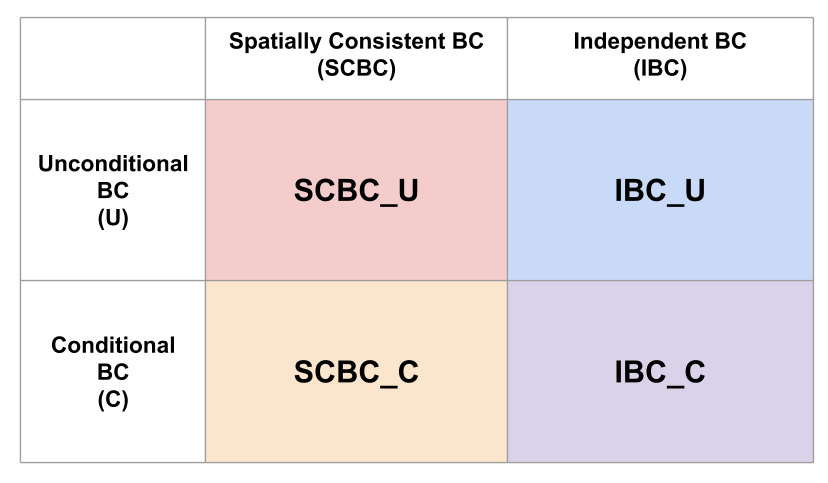 Spatially Consistent BC
(SCBC)
Independent BC
(IBC)
Unconditional
BC
(U)
SCBC_U
IBC_U
Conditional
BC
(C)
SCBC_C
IBC_C